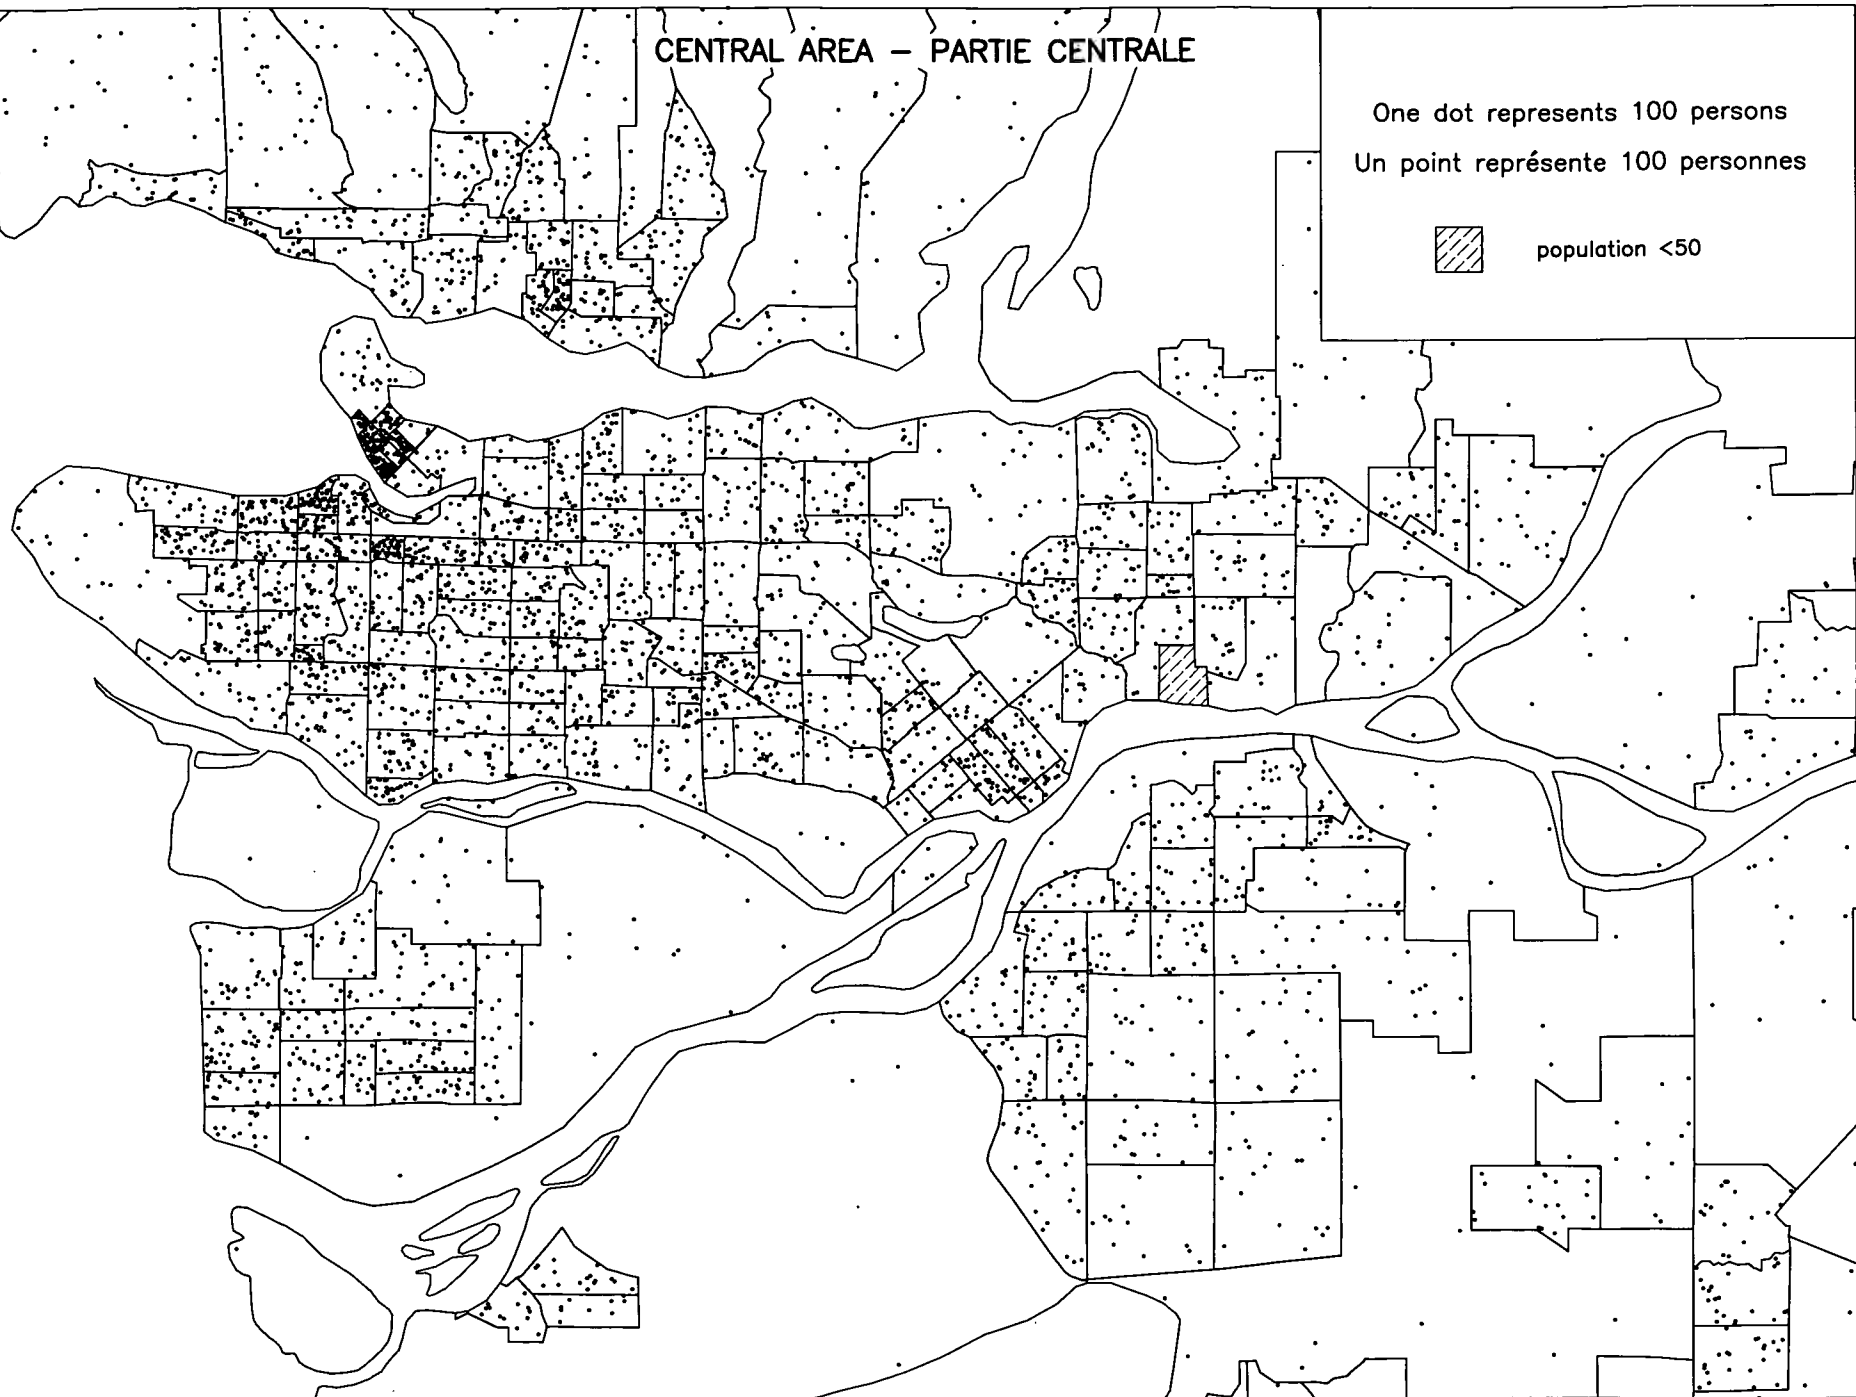 CENTRAL AREA – PARTIE CENTRALE
One dot represents 100 persons
Un point représente 100 personnes
population <50